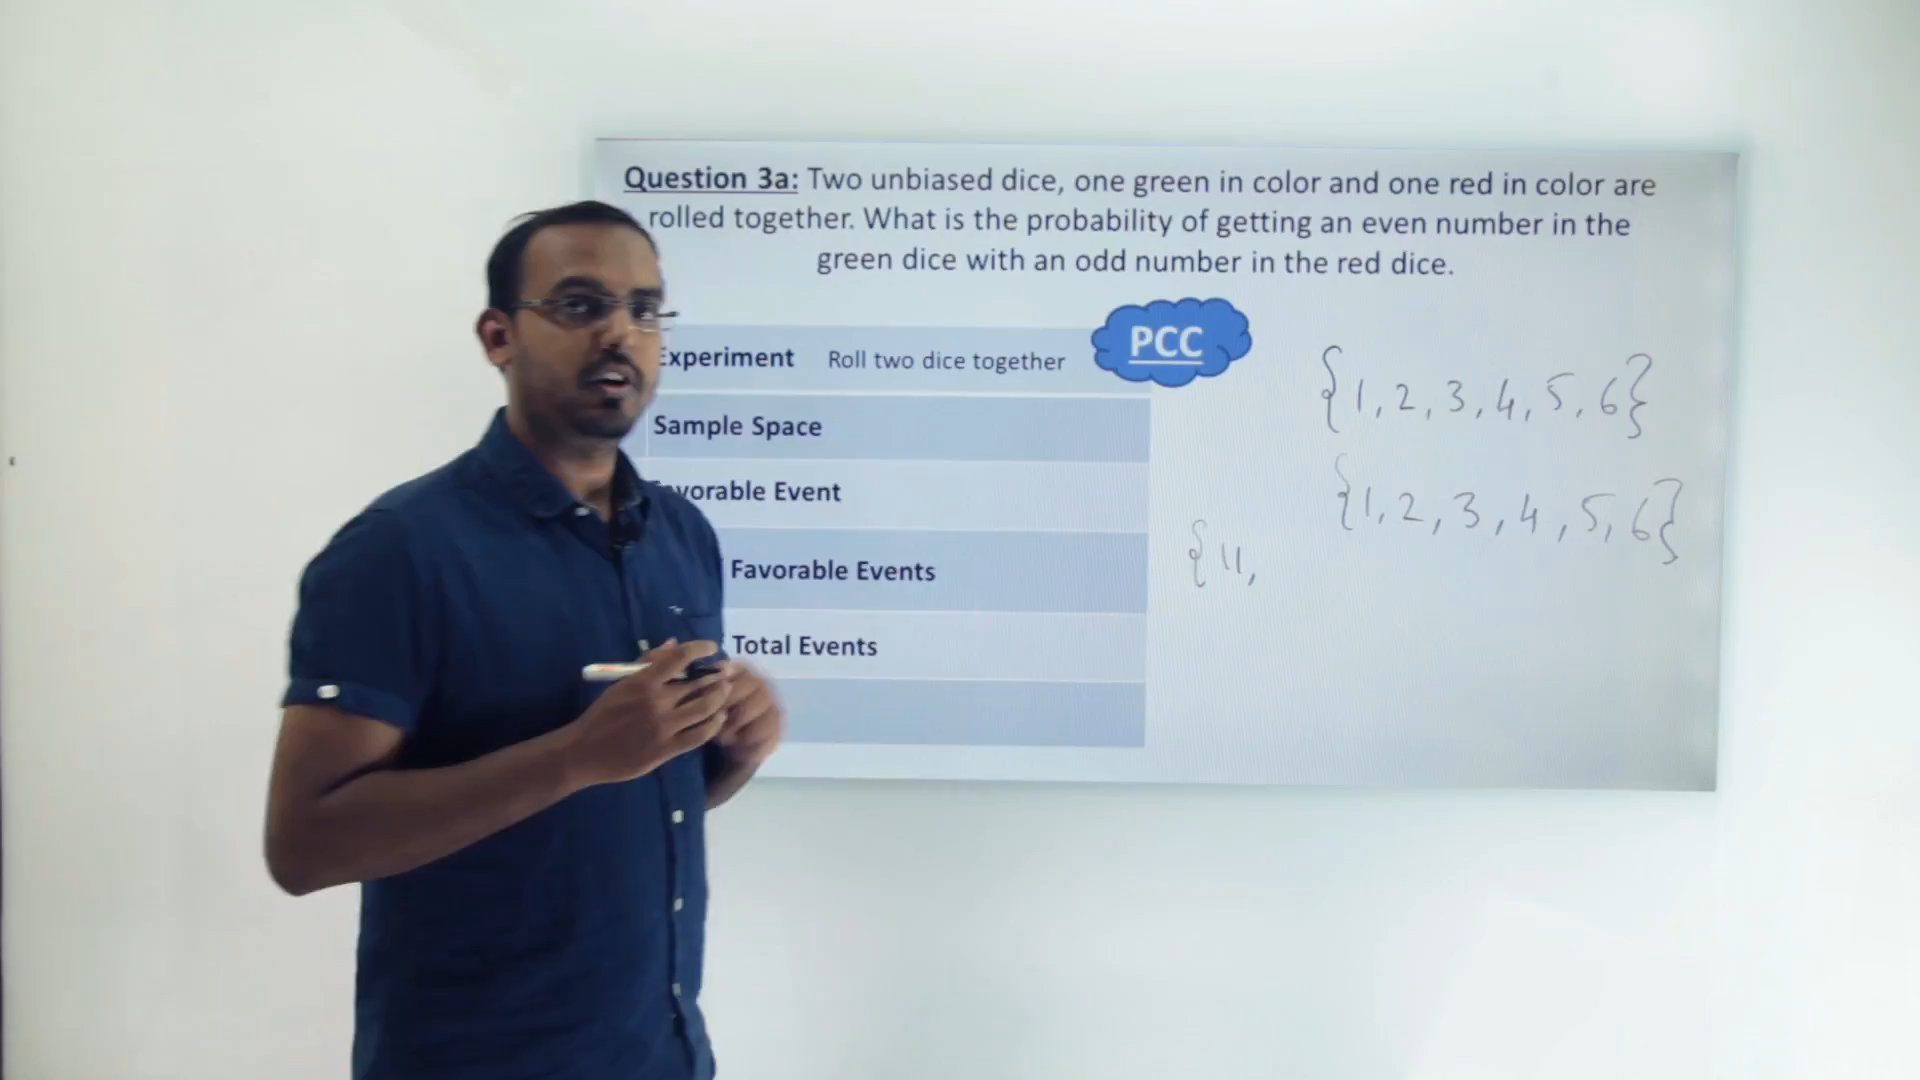 Question 3a: Two unbiased dice, one green in color and one red in color are
rolled together. What is the probability of getting an even number in the
green dice with an odd number in the red dice.
PCC
Experiment Roll two dice together
Sample Space
Favorable Event
Favorable Events
Total Events
{1, 2, 3, 4, 5, 6}
{1, 2, 3, 4, 5, 6}
{11,